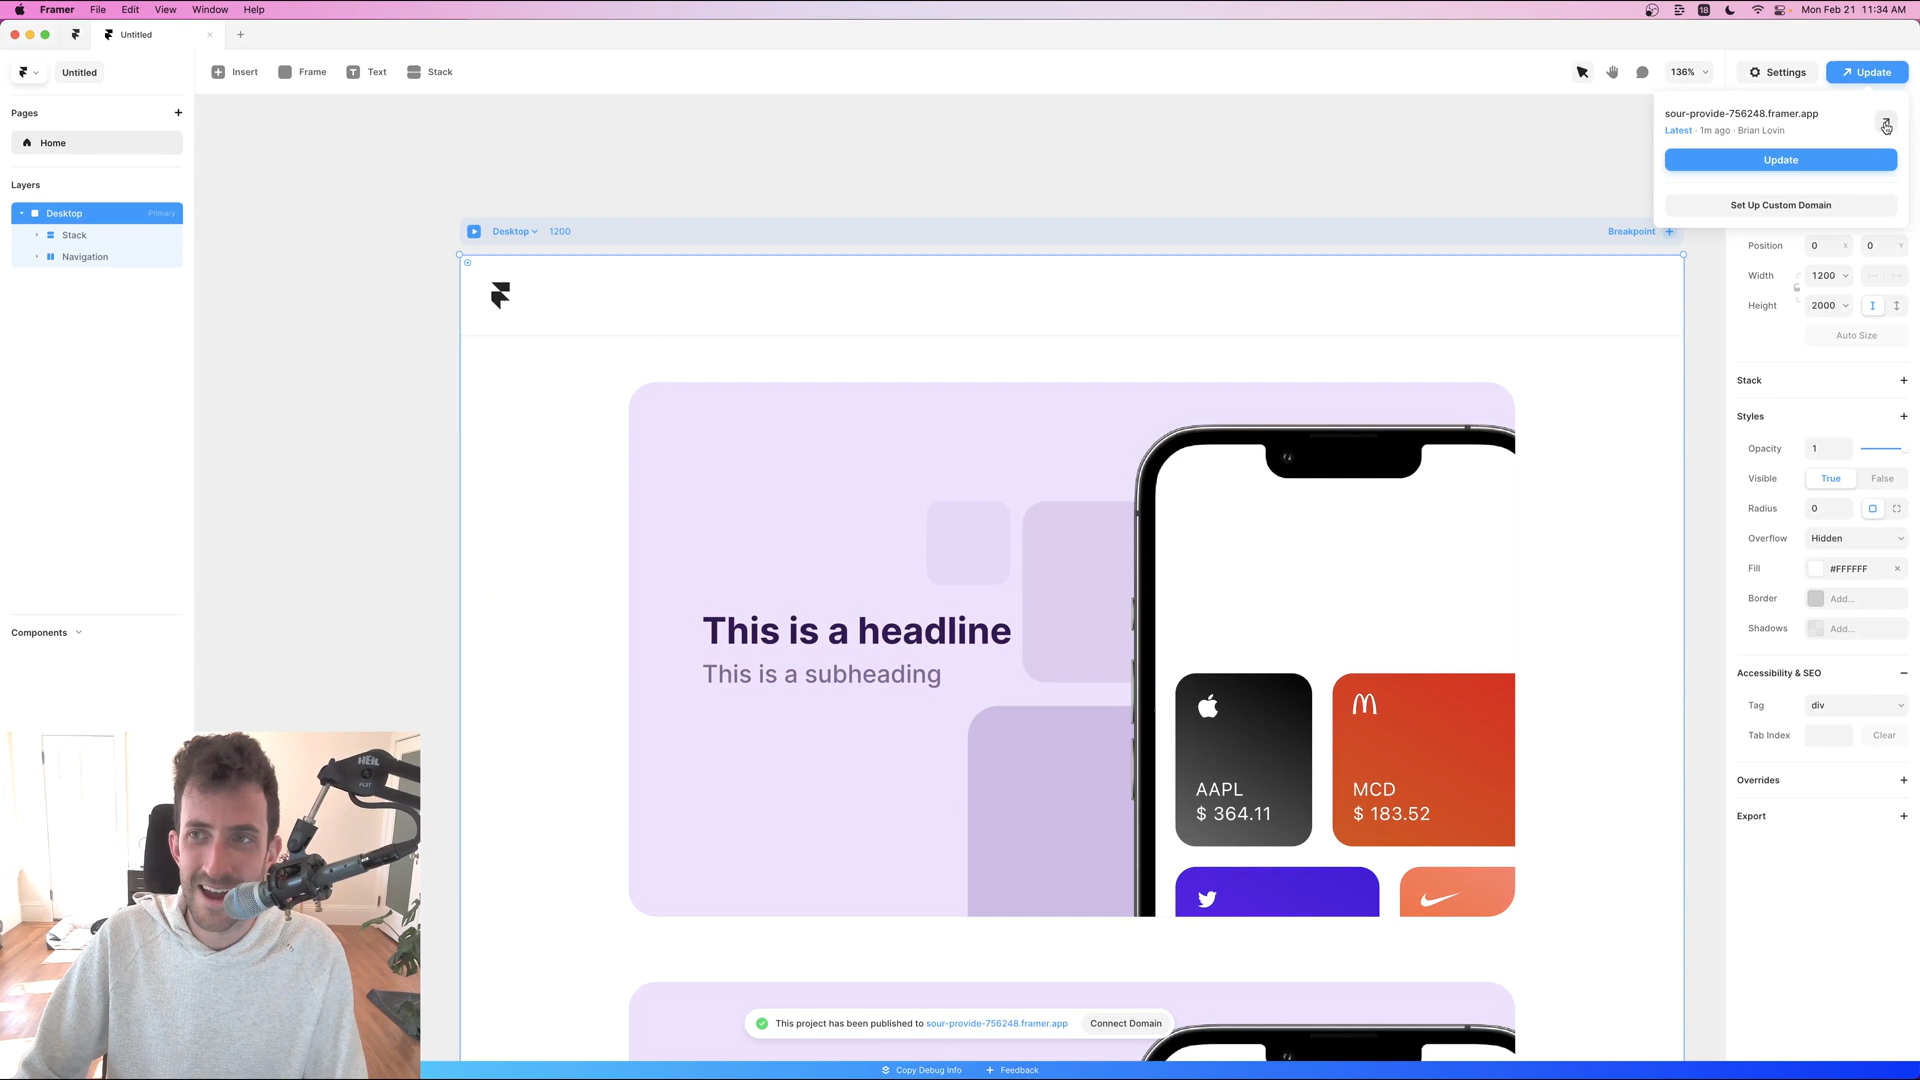 Framer File Edit View Window Help
18 Mon Feb 21 11:34 AM
Untitled
Untitled
Insert Frame Text Stack
136%
Settings
Update
Pages
Home
Layers
Desktop Primary
Stack
Navigation
Components
sour-provide-756248.framer.app
Latest · 1m ago · Brian Lovin
Update
Set Up Custom Domain
Desktop 1200
Breakpoint
This is a headline
This is a subheading
AAPL
$ 364.11
MCD
$ 183.52
Position 0 X 0 Y
Width 1200
Height 2000
Auto Size
Stack
Styles
Opacity 1
Visible True False
Radius 0
Overflow Hidden
Fill #FFFFFF
Border Add...
Shadows Add...
Accessibility & SEO
Tag div
Tab Index Clear
Overrides
Export
HEiL
This project has been published to sour-provide-756248.framer.app
Connect Domain
Copy Debug Info
Feedback